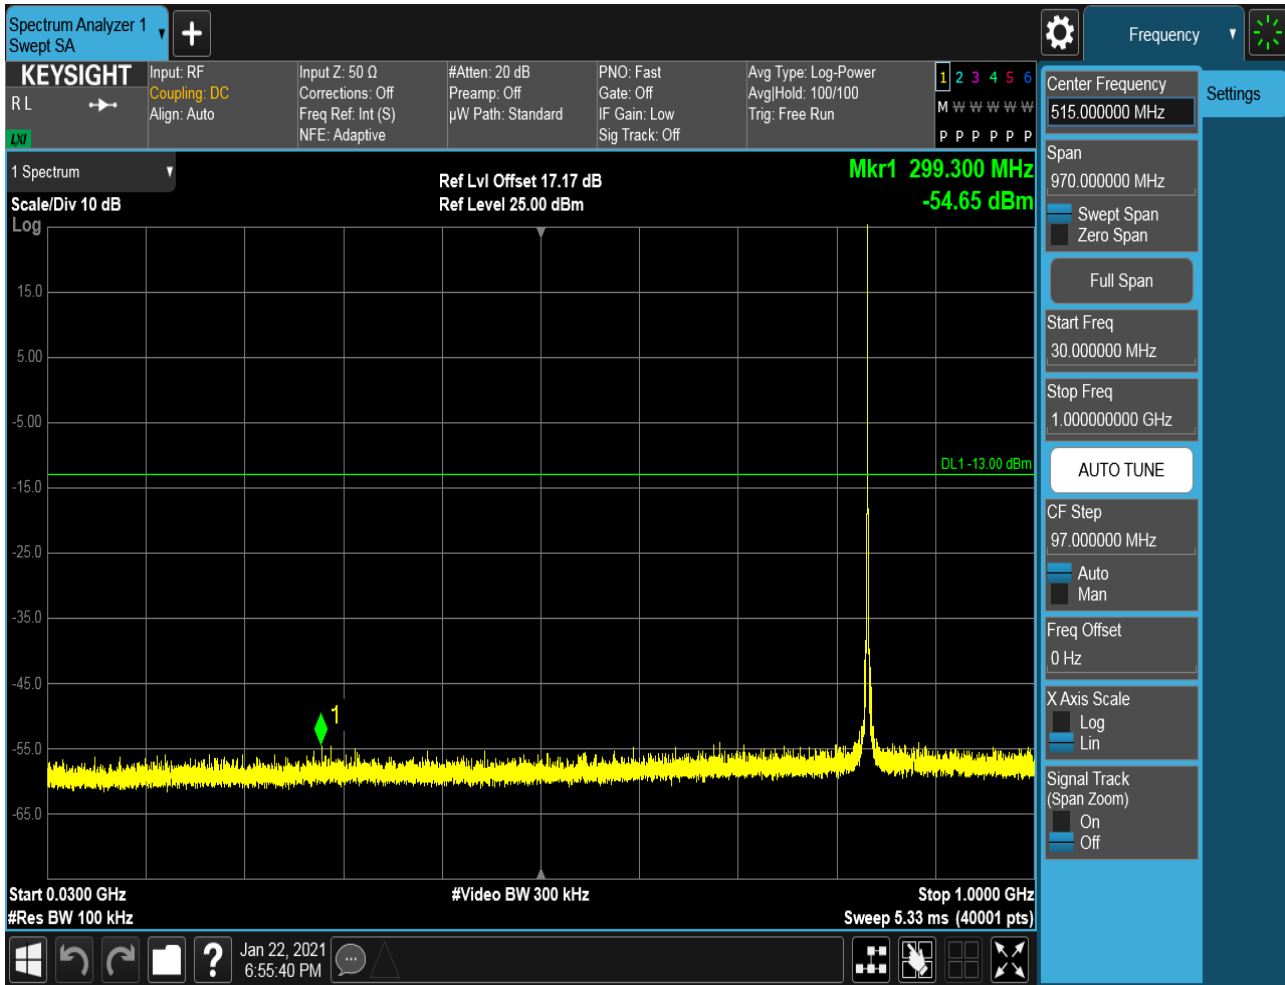 Spectrum Analyzer 1
Swept SA
Frequency
KEYSIGHT
R L
LXI
Input: RF
Coupling: DC
Align: Auto
Input Z: 50 Ω
Corrections: Off
Freq Ref: Int (S)
NFE: Adaptive
#Atten: 20 dB
Preamp: Off
µW Path: Standard
PNO: Fast
Gate: Off
IF Gain: Low
Sig Track: Off
Avg Type: Log-Power
Avg|Hold: 100/100
Trig: Free Run
1 2 3 4 5 6
M W W W W W
P P P P P P
1 Spectrum
Scale/Div 10 dB
Log
Ref Lvl Offset 17.17 dB
Ref Level 25.00 dBm
Mkr1 299.300 MHz
-54.65 dBm
15.0
5.00
-5.00
DL1 -13.00 dBm
-15.0
-25.0
-35.0
-45.0
1
-55.0
-65.0
Start 0.0300 GHz
#Video BW 300 kHz
Stop 1.0000 GHz
#Res BW 100 kHz
Sweep 5.33 ms (40001 pts)
Center Frequency
515.000000 MHz
Settings
Span
970.000000 MHz
Swept Span
Zero Span
Full Span
Start Freq
30.000000 MHz
Stop Freq
1.000000000 GHz
AUTO TUNE
CF Step
97.000000 MHz
Auto
Man
Freq Offset
0 Hz
X Axis Scale
Log
Lin
Signal Track
(Span Zoom)
On
Off
?
Jan 22, 2021
6:55:40 PM